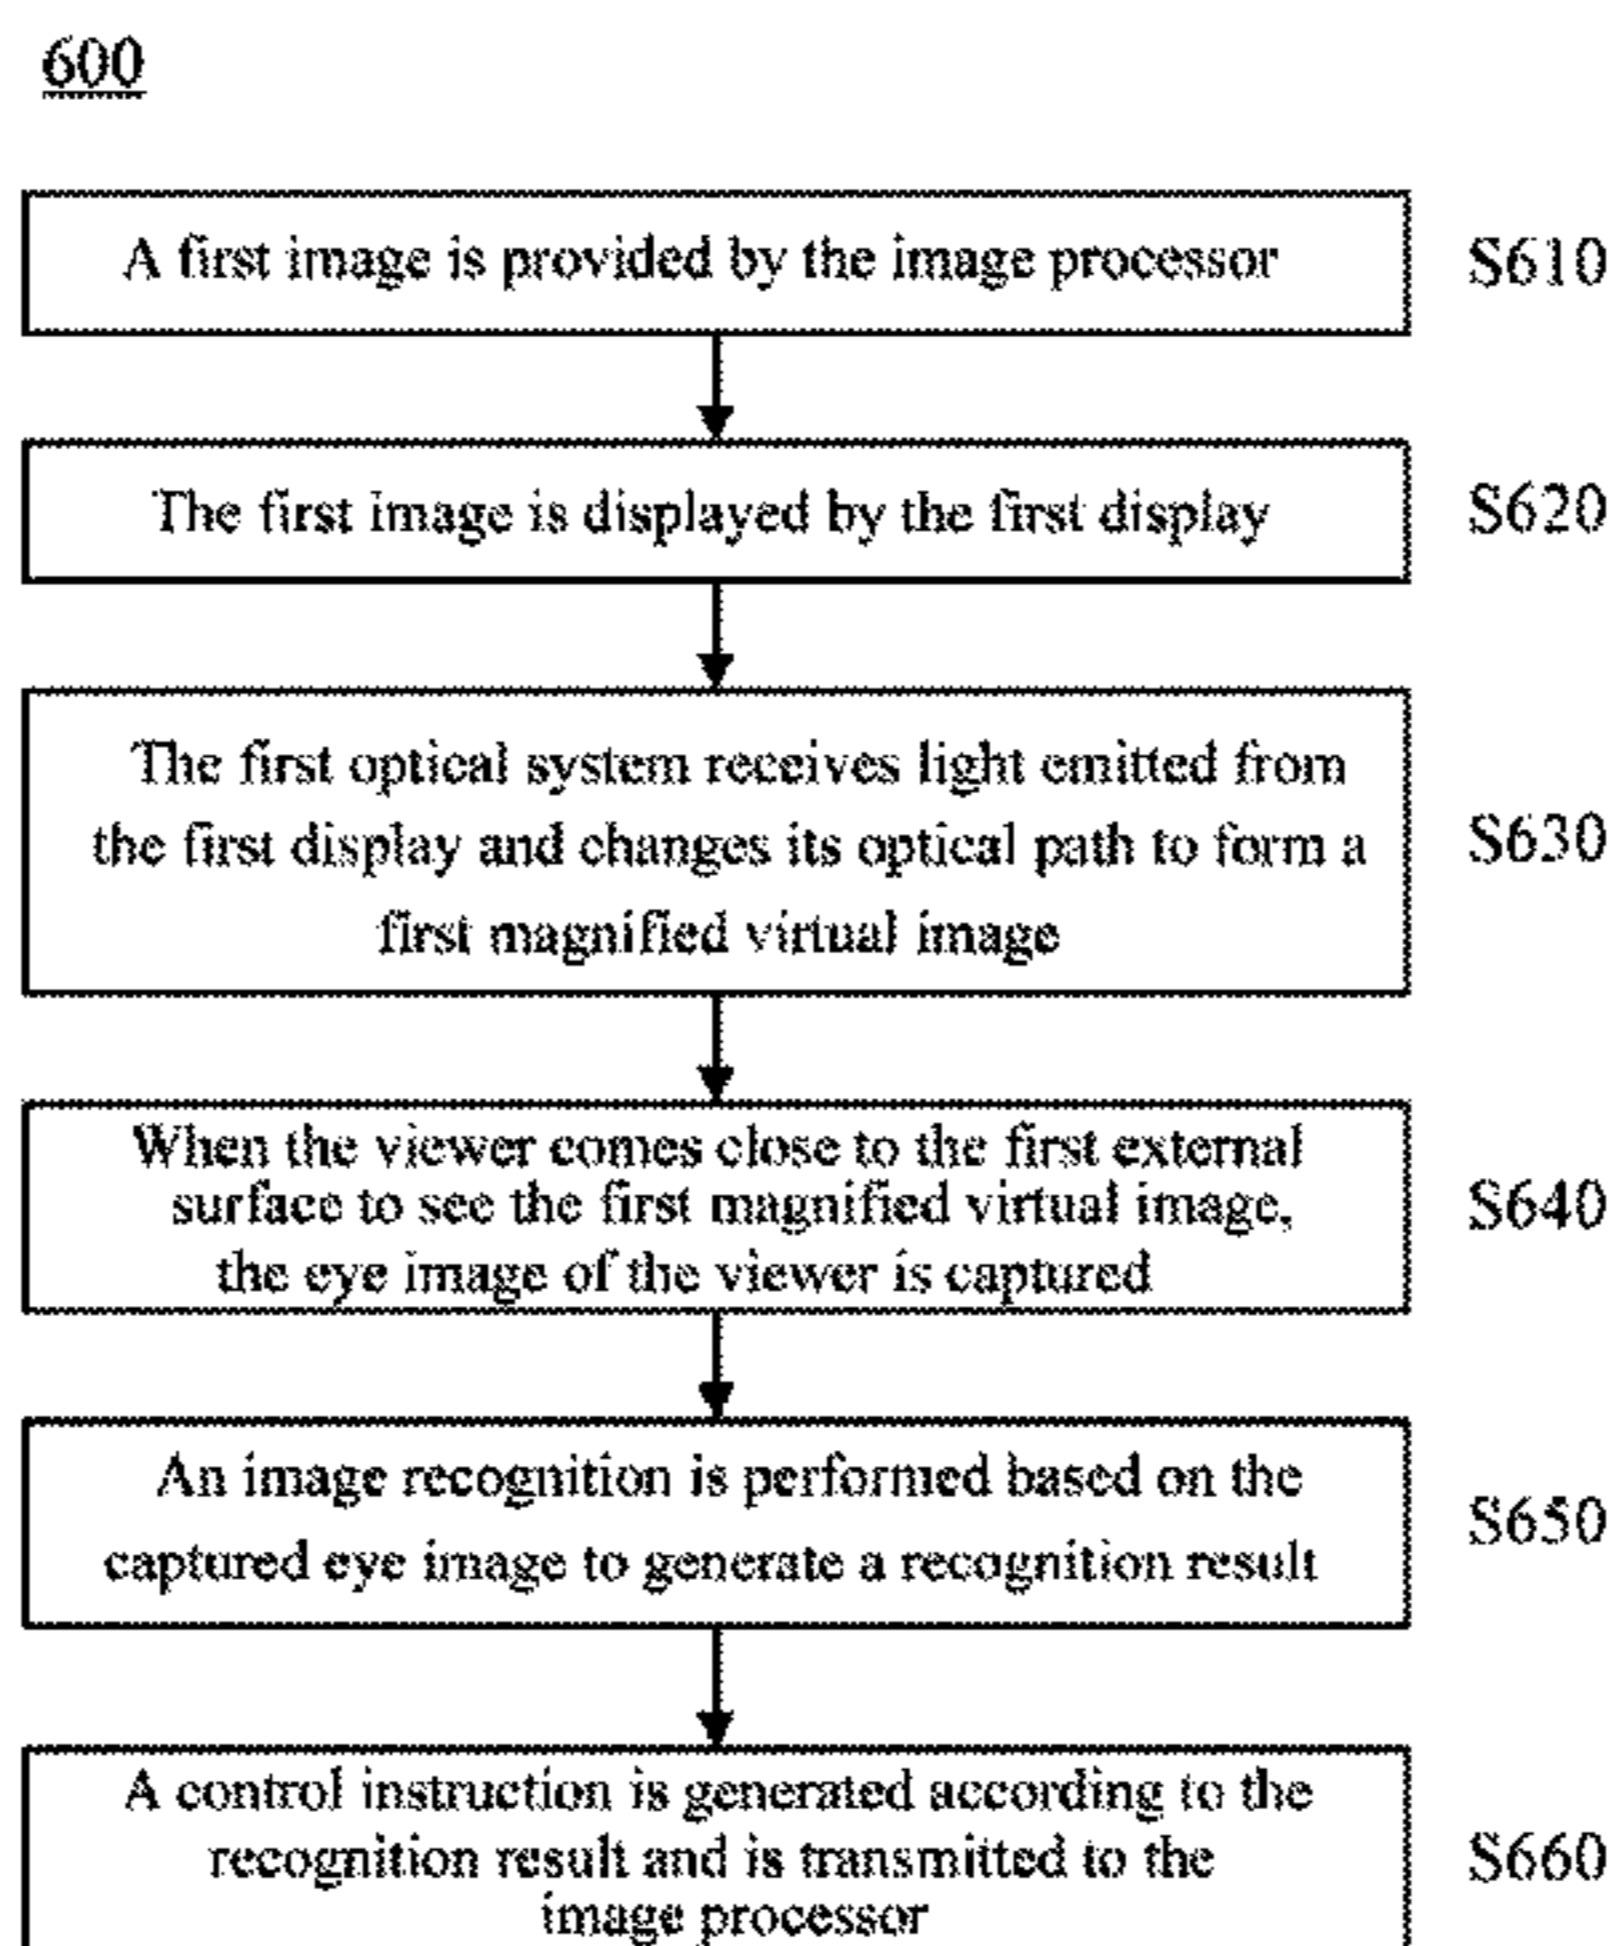 600
A first image is provided by the image processor
S610
The first image is displayed by the first display
S620
The first optical system receives light emitted from
the first display and changes its optical path to form a
first magnified virtual image
S630
When the viewer comes close to the first external
surface to see the first magnified virtual image,
the eye image of the viewer is captured
S640
An image recognition is performed based on the
captured eye image to generate a recognition result
S650
A control instruction is generated according to the
recognition result and is transmitted to the
image processor
S660